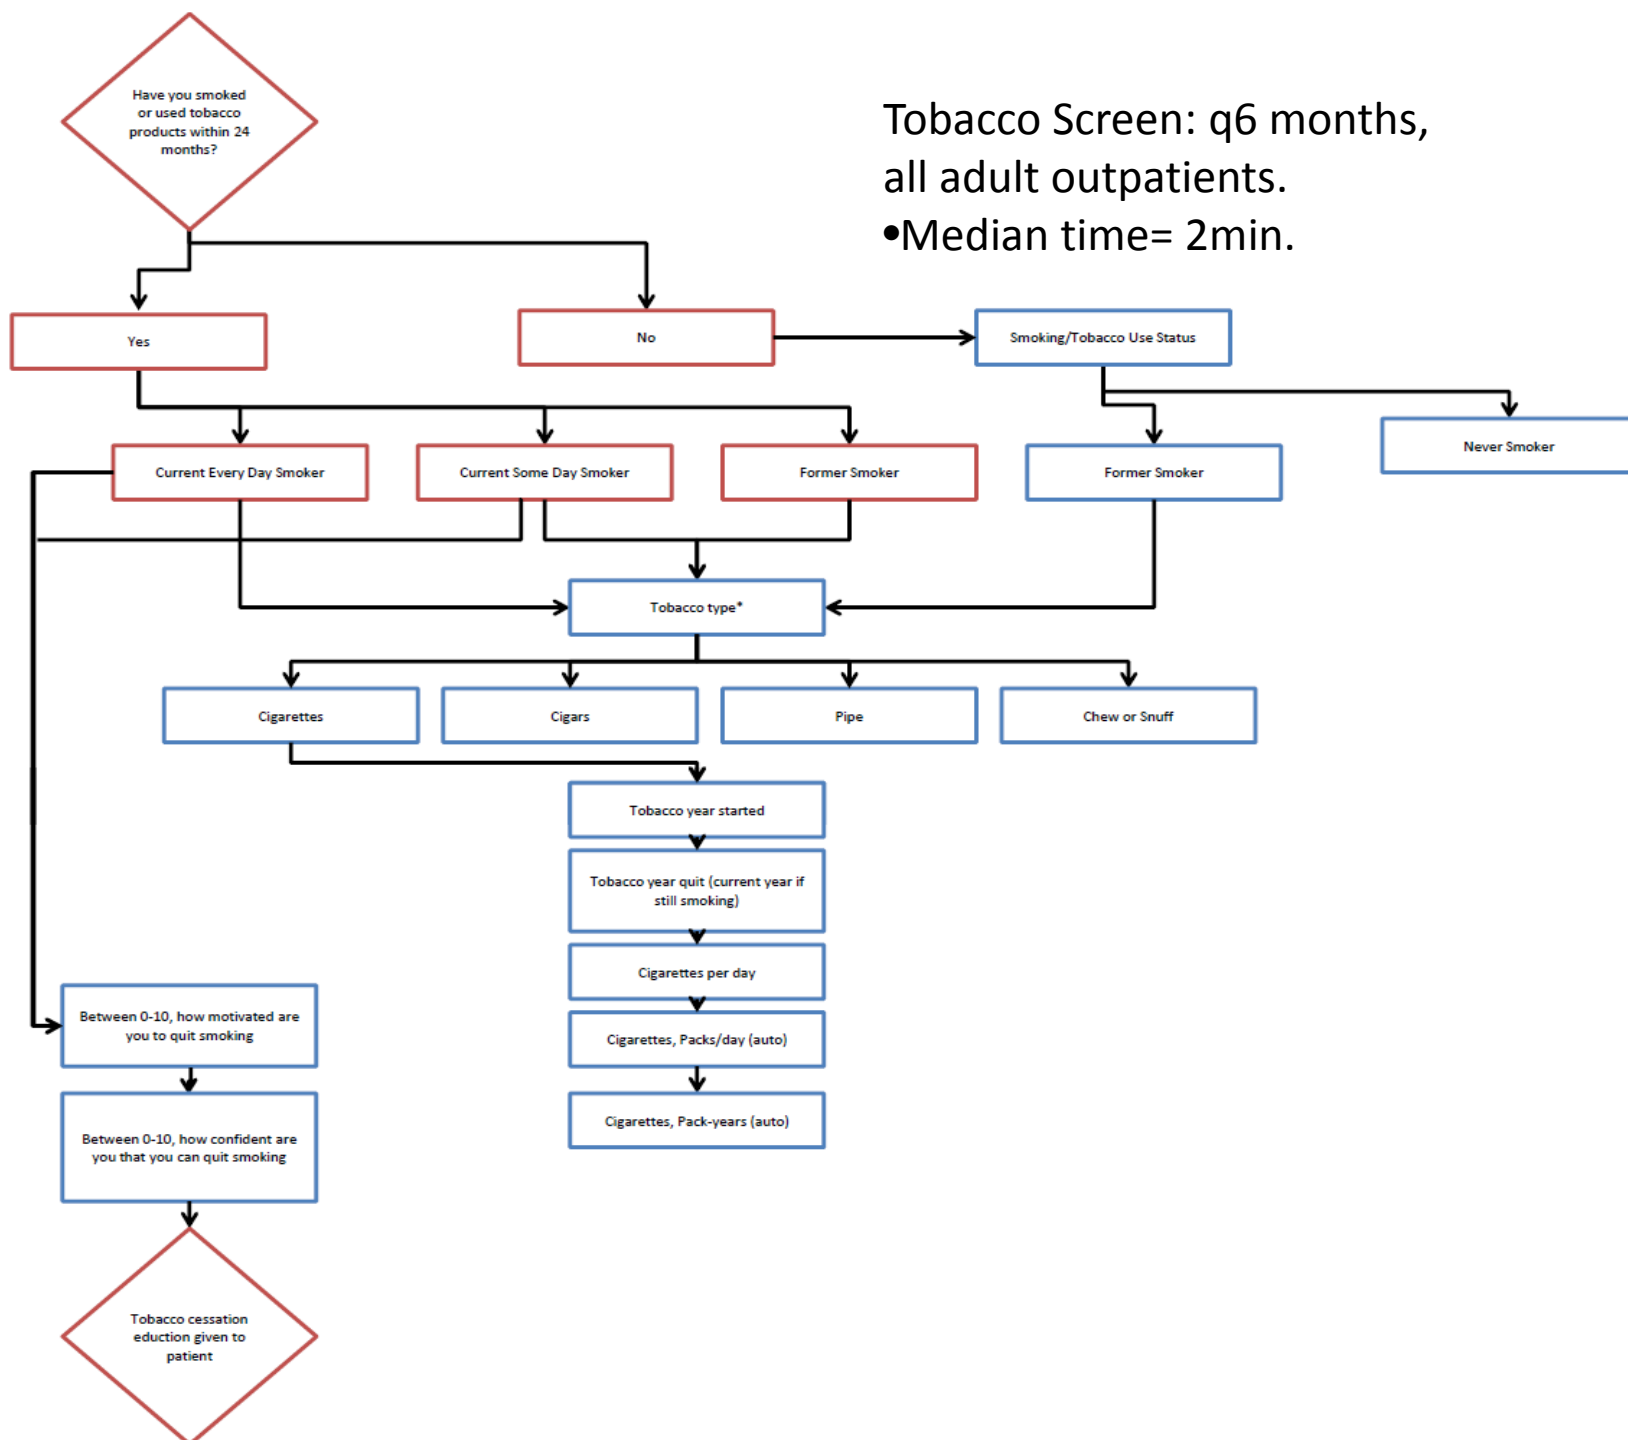 Have you smoked
or used tobacco
products within 24
months?
Tobacco Screen: q6 months,
all adult outpatients.
•Median time= 2min.
Yes
No
Smoking/Tobacco Use Status
Current Every Day Smoker
Current Some Day Smoker
Former Smoker
Former Smoker
Never Smoker
Tobacco type*
Cigarettes
Cigars
Pipe
Chew or Snuff
Tobacco year started
Tobacco year quit (current year if
still smoking)
Cigarettes per day
Cigarettes, Packs/day (auto)
Cigarettes, Pack-years (auto)
Between 0-10, how motivated are
you to quit smoking
Between 0-10, how confident are
you that you can quit smoking
Tobacco cessation
eduction given to
patient